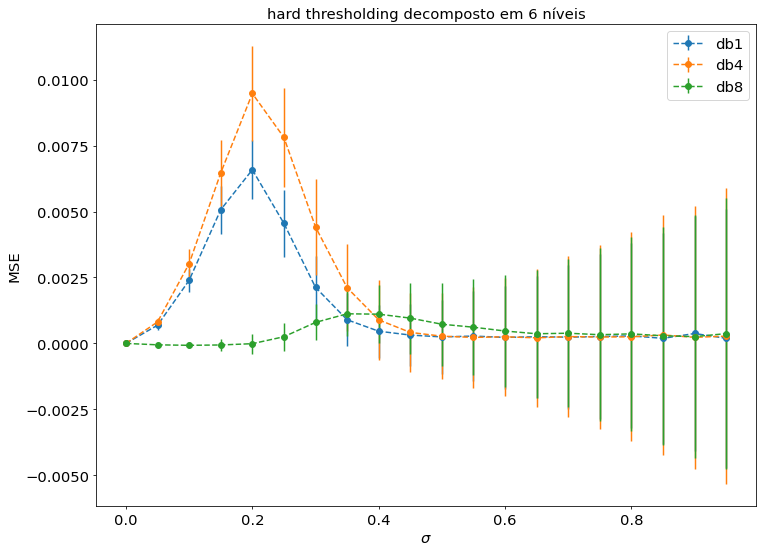 hard thresholding decomposto em 6 níveis
db1
db4
db8
MSE
0.0100
0.0075
0.0050
0.0025
0.0000
−0.0025
−0.0050
0.0
0.2
0.4
0.6
0.8
σ